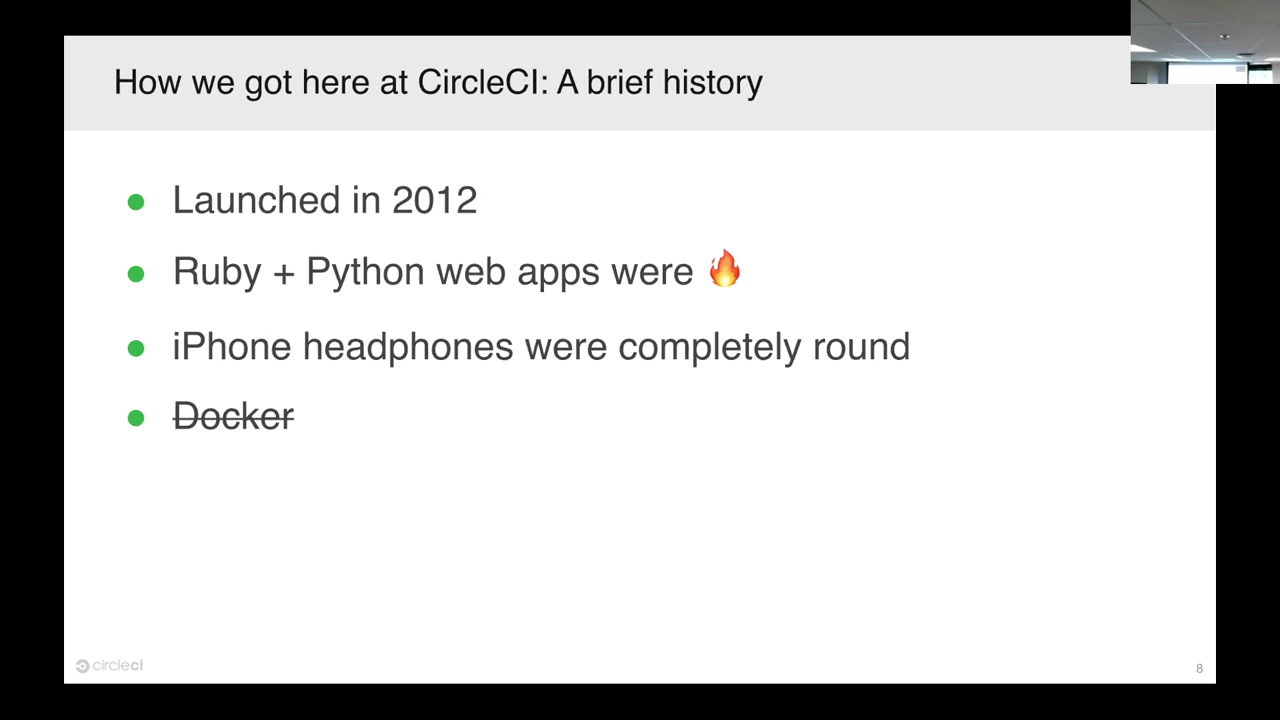 How we got here at CircleCI: A brief history
Launched in 2012
Ruby + Python web apps were 🔥
iPhone headphones were completely round
Docker
circleci
8